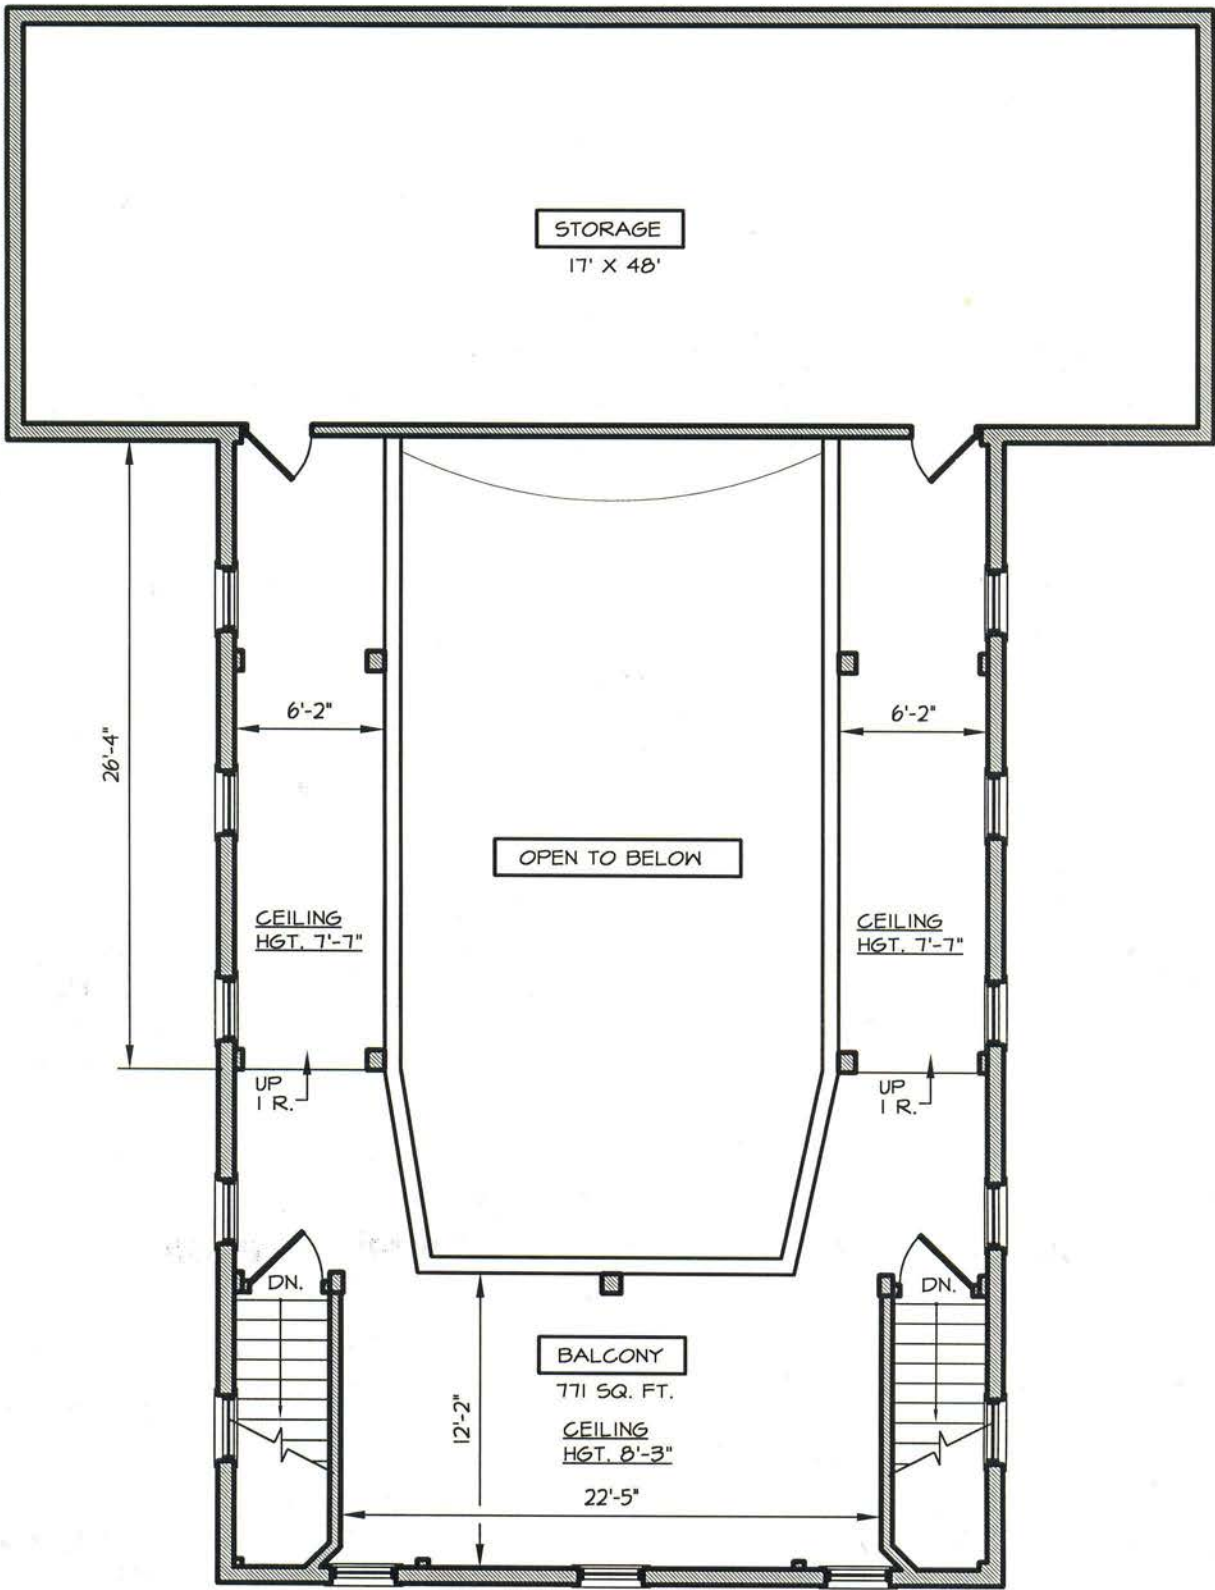 STORAGE
17' X 48'
6'-2"
6'-2"
26'-4"
OPEN TO BELOW
CEILING
HGT. 7'-7"
CEILING
HGT. 7'-7"
UP
1 R.
UP
1 R.
DN.
DN.
BALCONY
771 SQ. FT.
12'-2"
CEILING
HGT. 8'-3"
22'-5"